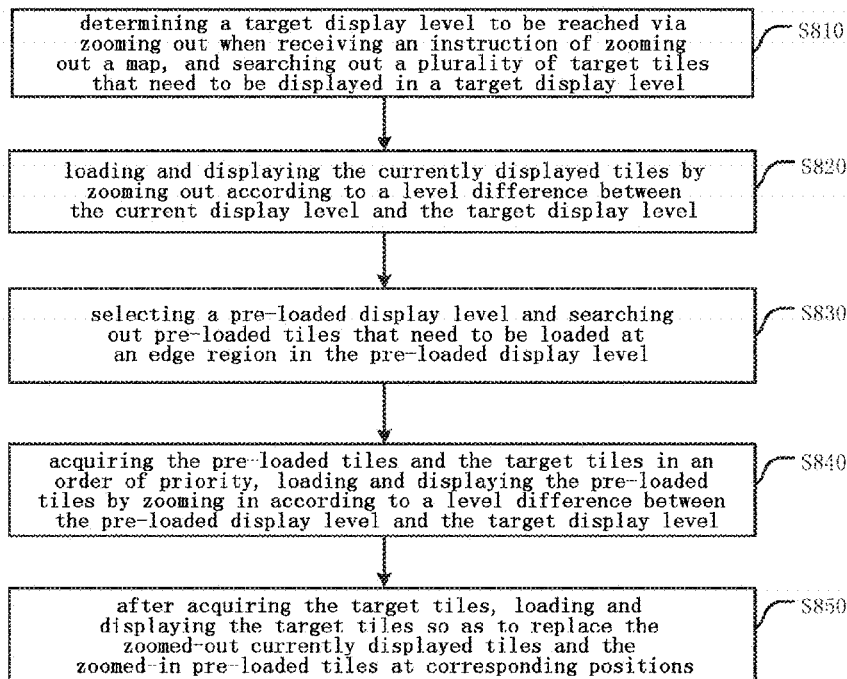 determining a target display level to be reached via
zooming out when receiving an instruction of zooming
out a map, and searching out a plurality of target tiles
that need to be displayed in a target display level
S810
loading and displaying the currently displayed tiles by
zooming out according to a level difference between
the current display level and the target display level
S820
selecting a pre-loaded display level and searching
out pre-loaded tiles that need to be loaded at
an edge region in the pre-loaded display level
S830
acquiring the pre-loaded tiles and the target tiles in an
order of priority, loading and displaying the pre-loaded
tiles by zooming in according to a level difference between
the pre-loaded display level and the target display level
S840
after acquiring the target tiles, loading and
displaying the target tiles so as to replace the
zoomed-out currently displayed tiles and the
zoomed-in pre-loaded tiles at corresponding positions
S850